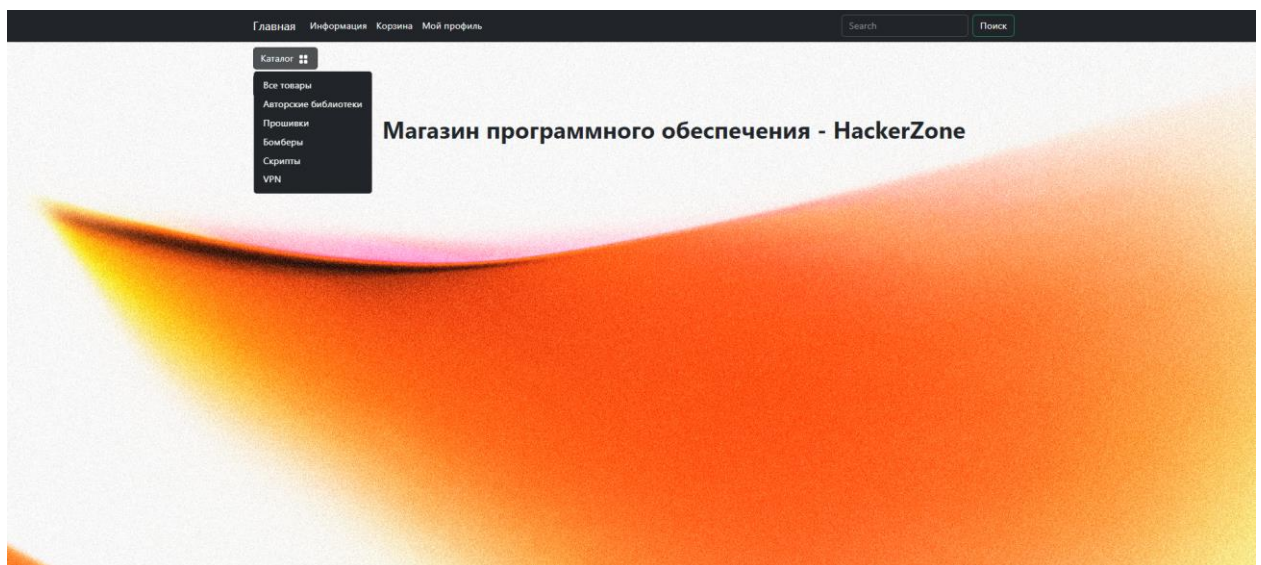 Главная Информация Корзина Мой профиль Search Поиск
Каталог
Все товары
Авторские библиотеки
Прошивки
Бомберы
Скрипты
VPN
Магазин программного обеспечения - HackerZone